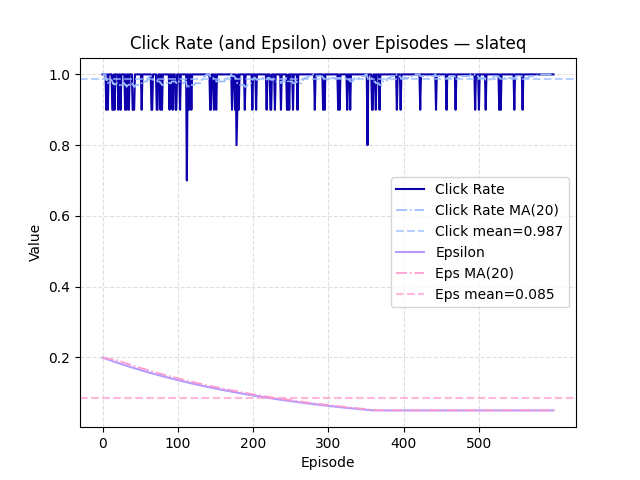 Click Rate (and Epsilon) over Episodes — slateq
Value
1.0
0.8
0.6
0.4
0.2
Click Rate
Click Rate MA(20)
Click mean=0.987
Epsilon
Eps MA(20)
Eps mean=0.085
0 100 200 300 400 500
Episode